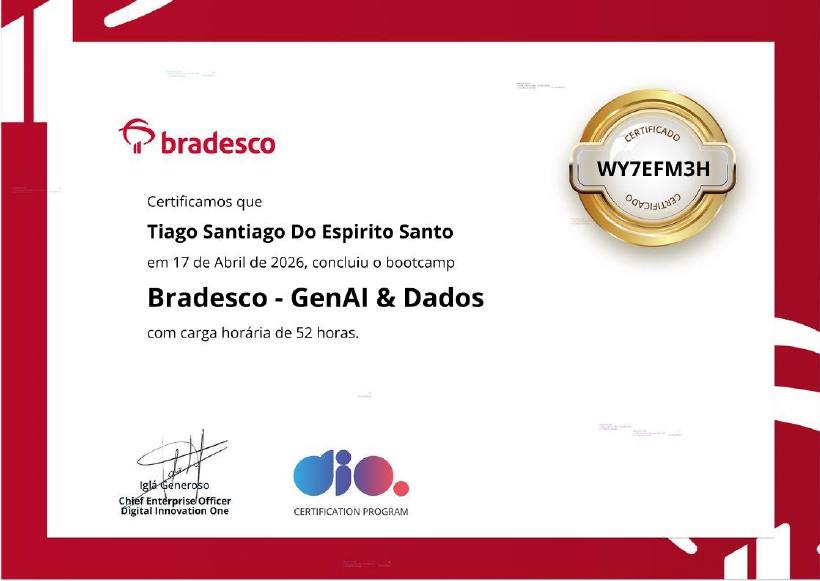 bradesco
CERTIFICADO
WY7EFM3H
CERTIFICADO
Certificamos que
Tiago Santiago Do Espirito Santo
em 17 de Abril de 2026, concluiu o bootcamp
Bradesco - GenAI & Dados
com carga horária de 52 horas.
Iglá Generoso
Chief Enterprise Officer
Digital Innovation One
dio.
CERTIFICATION PROGRAM